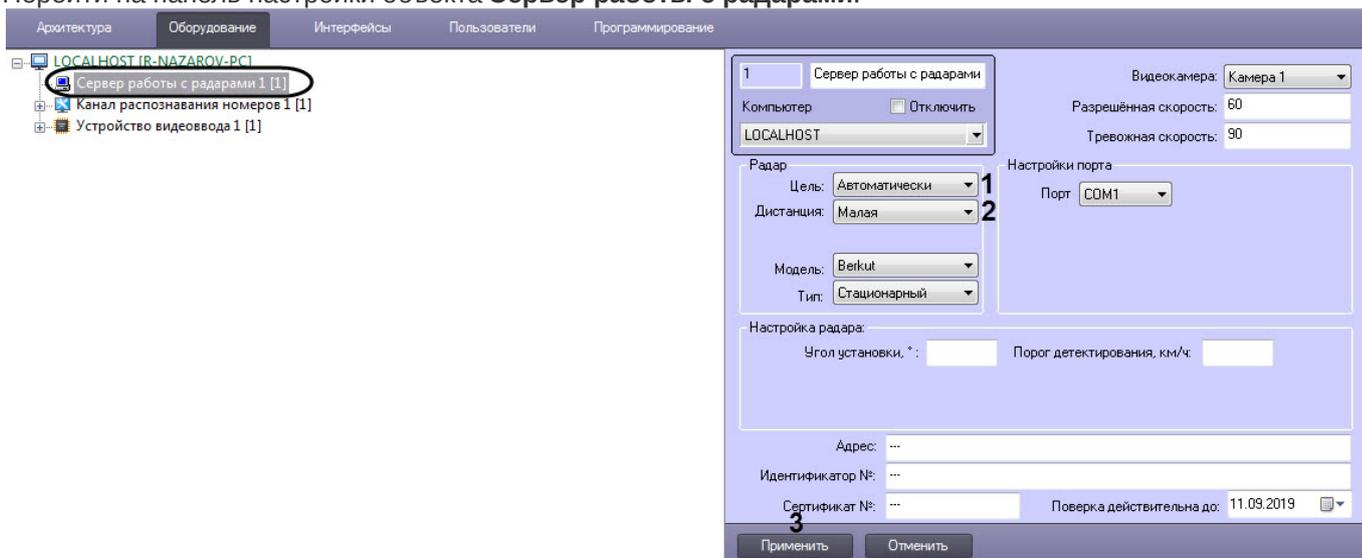 Перейти на панель настройки объекта Сервер работы с радарами.
Архитектура Оборудование Интерфейсы Пользователи Программирование
LOCALHOST [R-NAZAROV-PC]
Сервер работы с радарами 1 [1]
Канал распознавания номеров 1 [1]
Устройство видеоввода 1 [1]
1 Сервер работы с радарами
Компьютер Отключить
LOCALHOST
Видеокамера: Камера 1
Разрешённая скорость: 60
Тревожная скорость: 90
Радар
Цель: Автоматически 1
Дистанция: Малая 2
Модель: Berkut
Тип: Стационарный
Настройки порта
Порт COM1
Настройка радара:
Угол установки, ° : Порог детектирования, км/ч:
Адрес: ---
Идентификатор №: ---
Сертификат №: --- Поверка действительна до: 11.09.2019
3
Применить Отменить